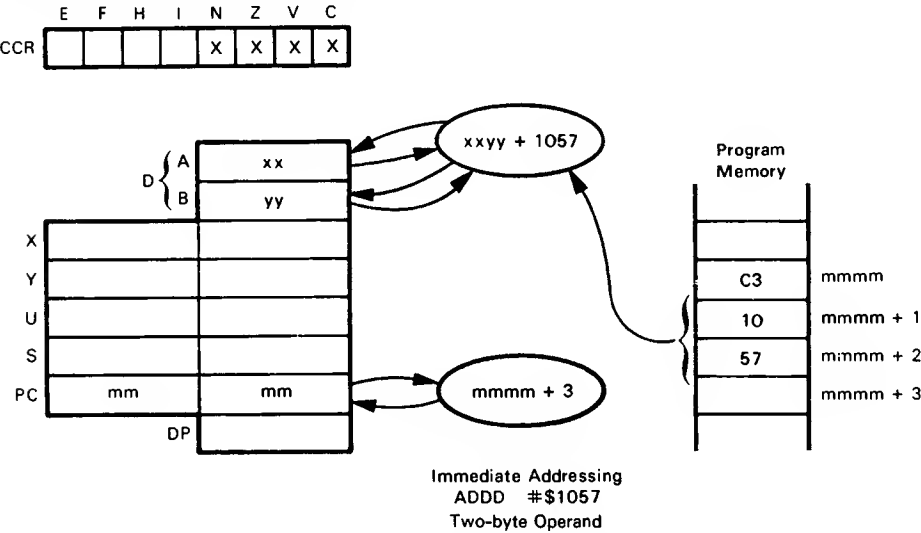 E F H I N Z V C
CCR X X X X
D { A xx
B yy
xxyy + 1057
Program
Memory
X
Y
U
S
PC mm mm
DP
mmmm + 3
C3 mmmm
10 mmmm + 1
57 mmmm + 2
mmmm + 3
Immediate Addressing
ADDD #$1057
Two-byte Operand